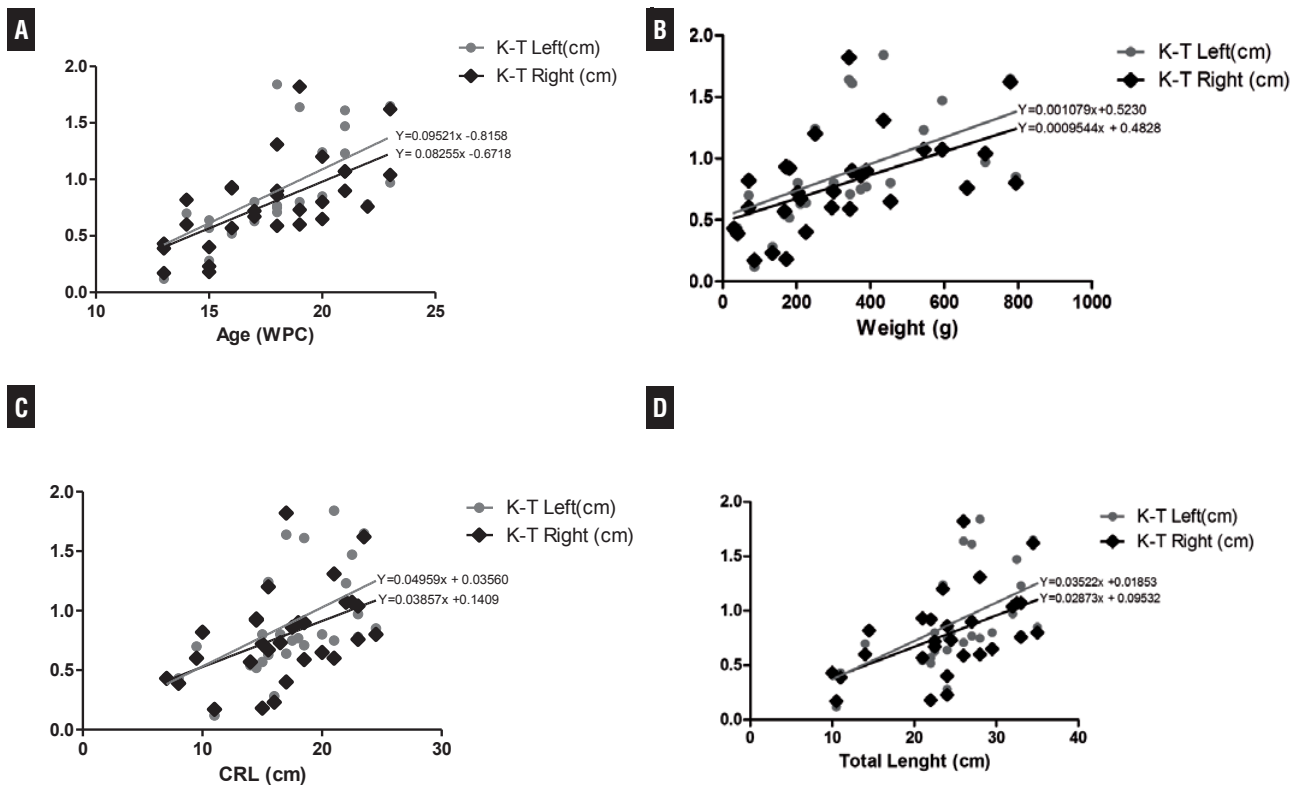 A
K-T Left(cm)
K-T Right (cm)
2.0
1.5
1.0
0.5
0.0
Y=0.09521x -0.8158
Y= 0.08255x -0.6718
10 15 20 25
Age (WPC)
B
K-T Left(cm)
K-T Right (cm)
2.0
1.5
1.0
0.5
0.0
Y=0.001079x+0.5230
Y=0.0009544x + 0.4828
0 200 400 600 800 1000
Weight (g)
C
K-T Left(cm)
K-T Right (cm)
2.0
1.5
1.0
0.5
0.0
Y=0.04959x + 0.03560
Y=0.03857x +0.1409
0 10 20 30
CRL (cm)
D
K-T Left(cm)
K-T Right (cm)
2.0
1.5
1.0
0.5
0.0
Y=0.03522x +0.01853
Y=0.02873x + 0.09532
0 10 20 30 40
Total Lenght (cm)